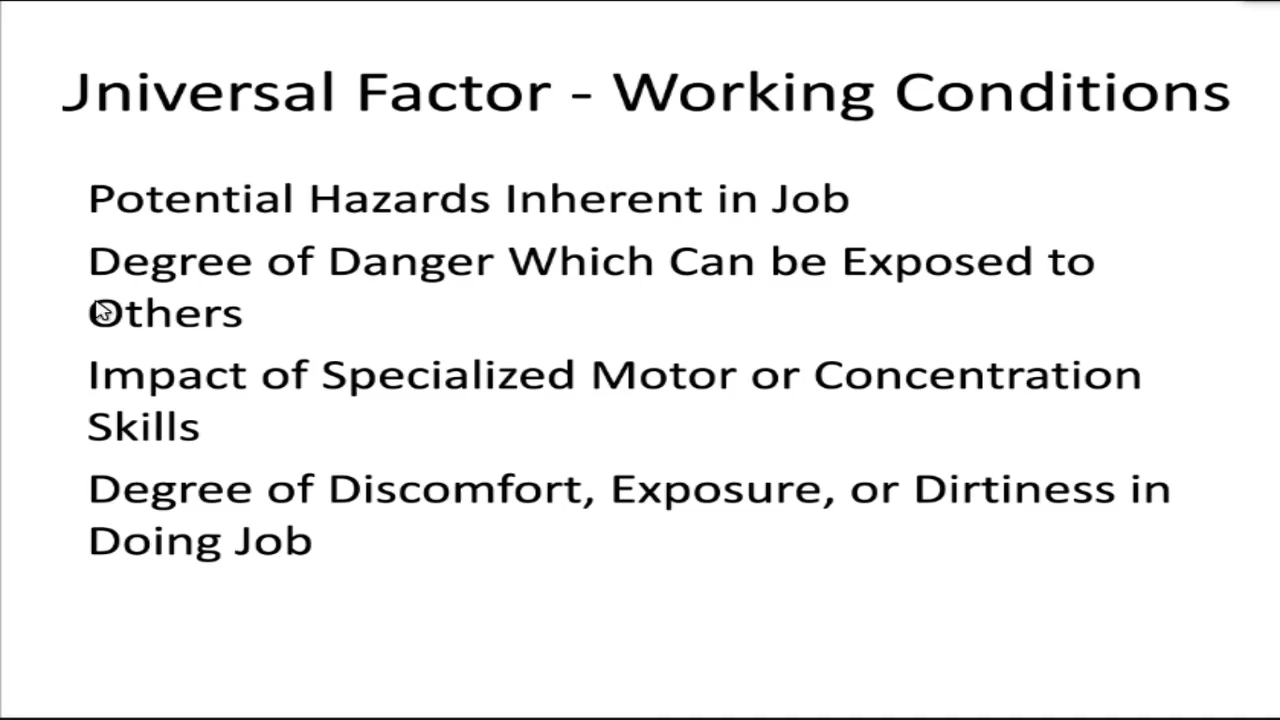 Jniversal Factor - Working Conditions
Potential Hazards Inherent in Job
Degree of Danger Which Can be Exposed to
Others
Impact of Specialized Motor or Concentration
Skills
Degree of Discomfort, Exposure, or Dirtiness in
Doing Job